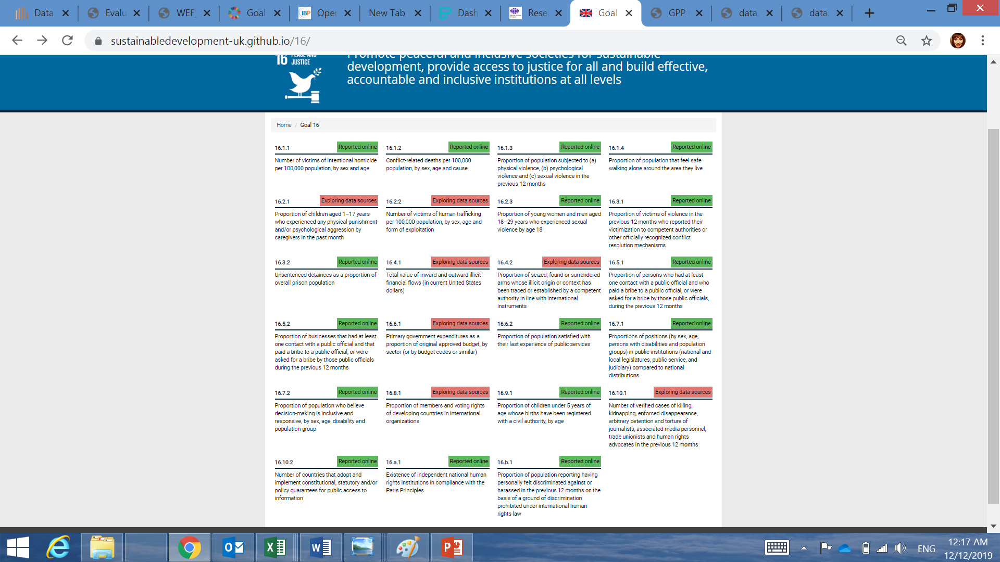 Data
Evalu
WEF_
Goal
Oper
New Tab
Dash
Rese
Goal
GPP
data.
data.
sustainabledevelopment-uk.github.io/16/
16 PEACE AND
JUSTICE
Promote peaceful and inclusive societies for sustainable
development, provide access to justice for all and build effective,
accountable and inclusive institutions at all levels
Home / Goal 16
16.1.1 Reported online
Number of victims of intentional homicide
per 100,000 population, by sex and age
16.1.2 Reported online
Conflict-related deaths per 100,000
population, by sex, age and cause
16.1.3 Reported online
Proportion of population subjected to (a)
physical violence, (b) psychological
violence and (c) sexual violence in the
previous 12 months
16.1.4 Reported online
Proportion of population that feel safe
walking alone around the area they live
16.2.1 Exploring data sources
Proportion of children aged 1–17 years
who experienced any physical punishment
and/or psychological aggression by
caregivers in the past month
16.2.2 Exploring data sources
Number of victims of human trafficking
per 100,000 population, by sex, age and
form of exploitation
16.2.3 Reported online
Proportion of young women and men aged
18–29 years who experienced sexual
violence by age 18
16.3.1 Reported online
Proportion of victims of violence in the
previous 12 months who reported their
victimization to competent authorities or
other officially recognized conflict
resolution mechanisms
16.3.2 Reported online
Unsentenced detainees as a proportion of
overall prison population
16.4.1 Exploring data sources
Total value of inward and outward illicit
financial flows (in current United States
dollars)
16.4.2 Exploring data sources
Proportion of seized, found or surrendered
arms whose illicit origin or context has
been traced or established by a competent
authority in line with international
instruments
16.5.1 Reported online
Proportion of persons who had at least
one contact with a public official and who
paid a bribe to a public official, or were
asked for a bribe by those public officials,
during the previous 12 months
16.5.2 Reported online
Proportion of businesses that had at least
one contact with a public official and that
paid a bribe to a public official, or were
asked for a bribe by those public officials
during the previous 12 months
16.6.1 Exploring data sources
Primary government expenditures as a
proportion of original approved budget, by
sector (or by budget codes or similar)
16.6.2 Reported online
Proportion of population satisfied with
their last experience of public services
16.7.1 Reported online
Proportions of positions (by sex, age,
persons with disabilities and population
groups) in public institutions (national and
local legislatures, public service, and
judiciary) compared to national
distributions
16.7.2 Reported online
Proportion of population who believe
decision-making is inclusive and
responsive, by sex, age, disability and
population group
16.8.1 Exploring data sources
Proportion of members and voting rights
of developing countries in international
organizations
16.9.1 Reported online
Proportion of children under 5 years of
age whose births have been registered
with a civil authority, by age
16.10.1 Exploring data sources
Number of verified cases of killing,
kidnapping, enforced disappearance,
arbitrary detention and torture of
journalists, associated media personnel,
trade unionists and human rights
advocates in the previous 12 months
16.10.2 Reported online
Number of countries that adopt and
implement constitutional, statutory and/or
policy guarantees for public access to
information
16.a.1 Reported online
Existence of independent national human
rights institutions in compliance with the
Paris Principles
16.b.1 Reported online
Proportion of population reporting having
personally felt discriminated against or
harassed in the previous 12 months on the
basis of a ground of discrimination
prohibited under international human
rights law
ENG
12:17 AM
12/12/2019